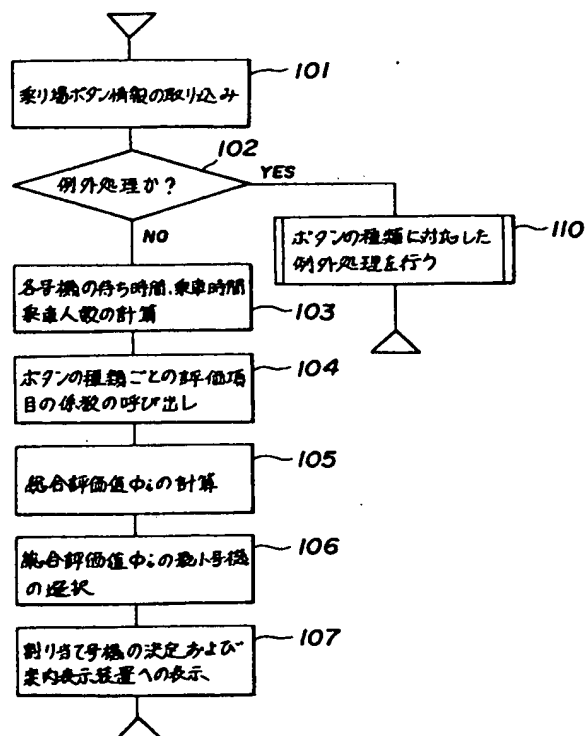 101
乗り場ボタン情報の取り込み
102
例外処理か?
YES
NO
110
ボタンの種類に対応した
例外処理を行う
各号機の待ち時間、乗車時間
乗車人数の計算
103
104
ボタンの種類ごとの評価項
目の係数の呼び出し
105
総合評価値φiの計算
106
総合評価値φiの最小号機
の選択
107
割り当て号機の決定および
案内表示装置への表示